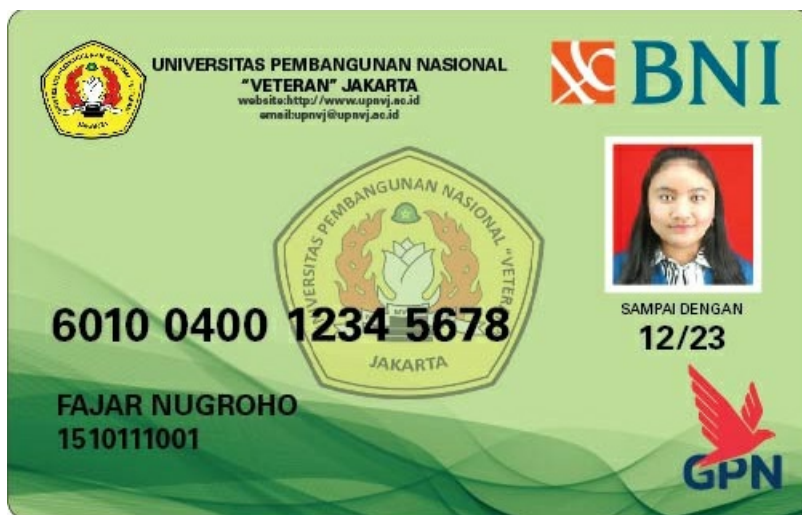 UNIVERSITAS PEMBANGUNAN NASIONAL
"VETERAN" JAKARTA
website:http://www.upnvj.ac.id
email:upnvj@upnvj.ac.id
BNI
UNIVERSITAS PEMBANGUNAN NASIONAL "VETERAN"
JAKARTA
SAMPAI DENGAN
12/23
6010 0400 1234 5678
FAJAR NUGROHO
1510111001
GPN